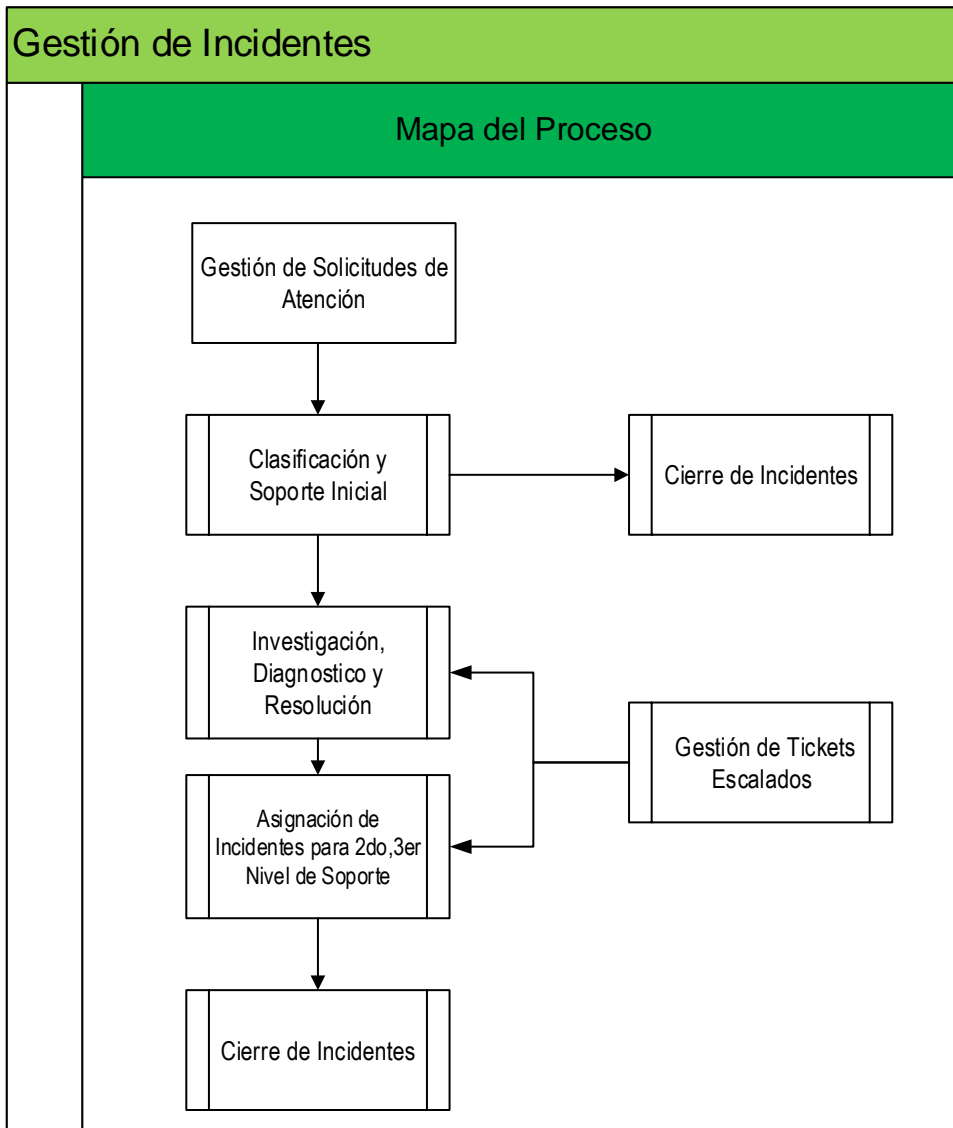 Gestión de Incidentes
Mapa del Proceso
Gestión de Solicitudes de
Atención
Clasificación y
Soporte Inicial
Cierre de Incidentes
Investigación,
Diagnostico y
Resolución
Gestión de Tickets
Escalados
Asignación de
Incidentes para 2do,3er
Nivel de Soporte
Cierre de Incidentes